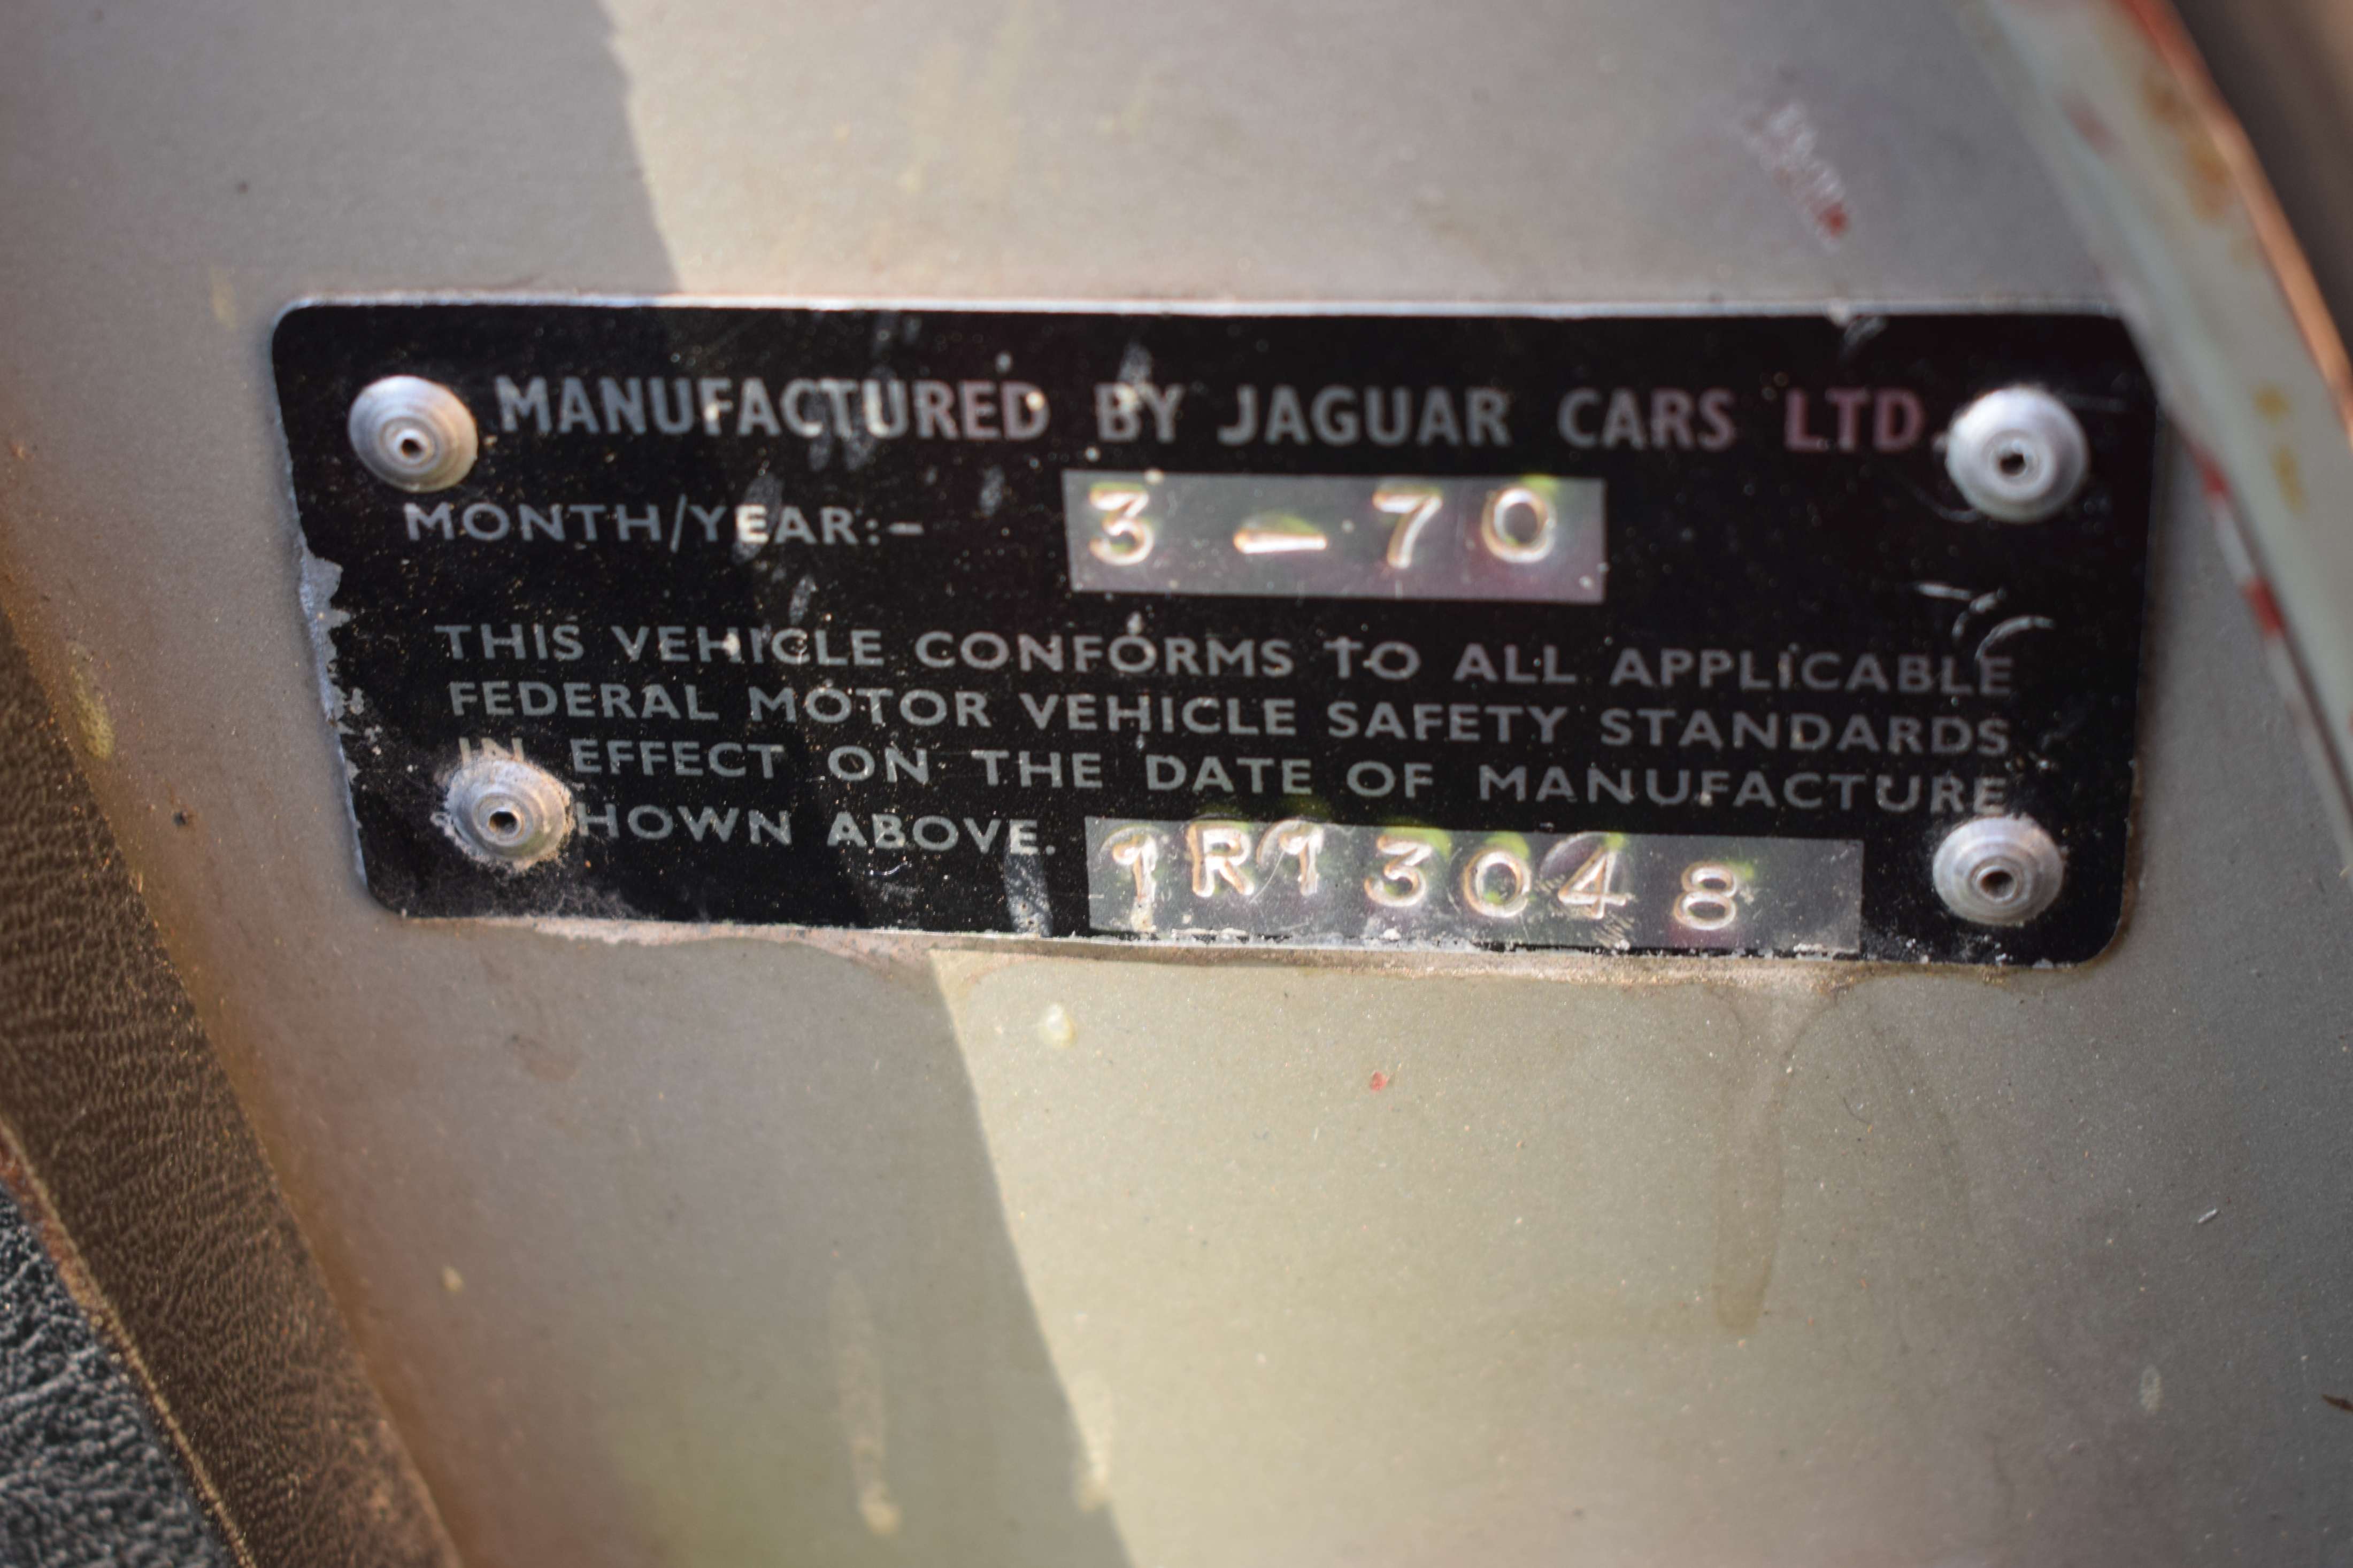 MANUFACTURED BY JAGUAR CARS LTD.
MONTH/YEAR:- 3 - 70
THIS VEHICLE CONFORMS TO ALL APPLICABLE
FEDERAL MOTOR VEHICLE SAFETY STANDARDS
IN EFFECT ON THE DATE OF MANUFACTURE
HOWN ABOVE. 1R13048